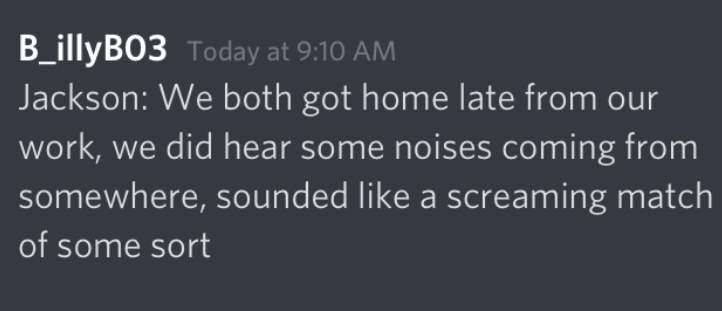 B_illyB03 Today at 9:10 AM
Jackson: We both got home late from our
work, we did hear some noises coming from
somewhere, sounded like a screaming match
of some sort